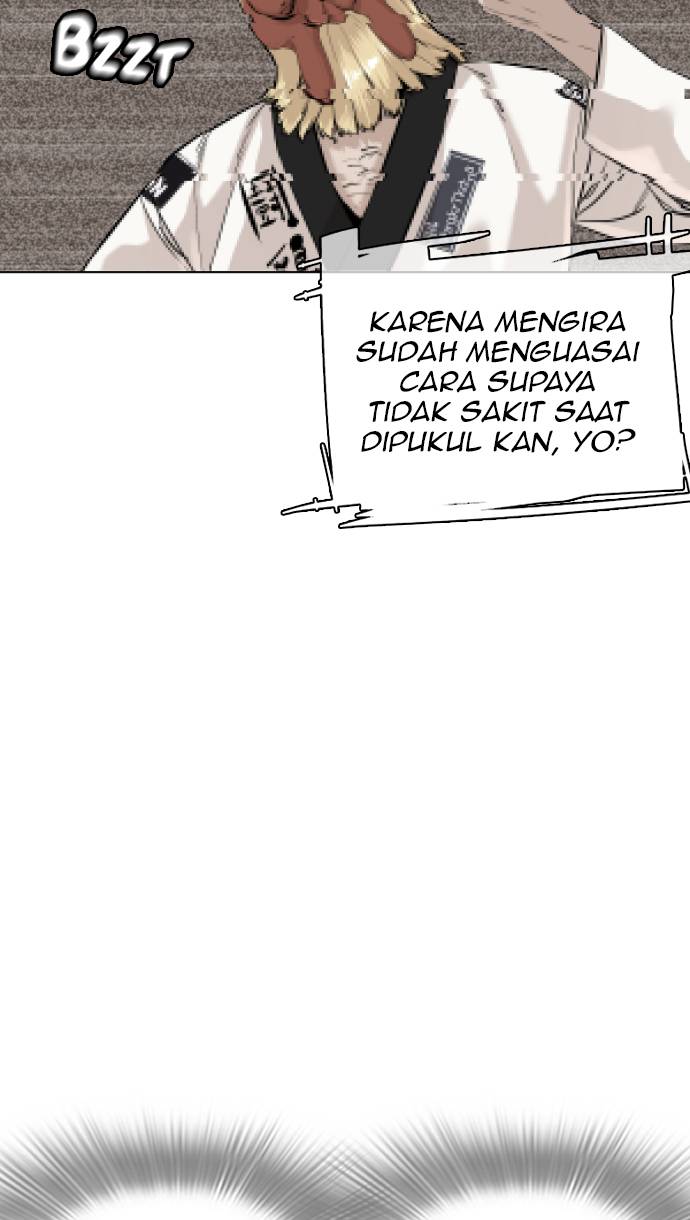 BZZT
KARENA MENGIRA
SUDAH MENGUASAI
CARA SUPAYA
TIDAK SAKIT SAAT
DIPUKUL KAN, YO?